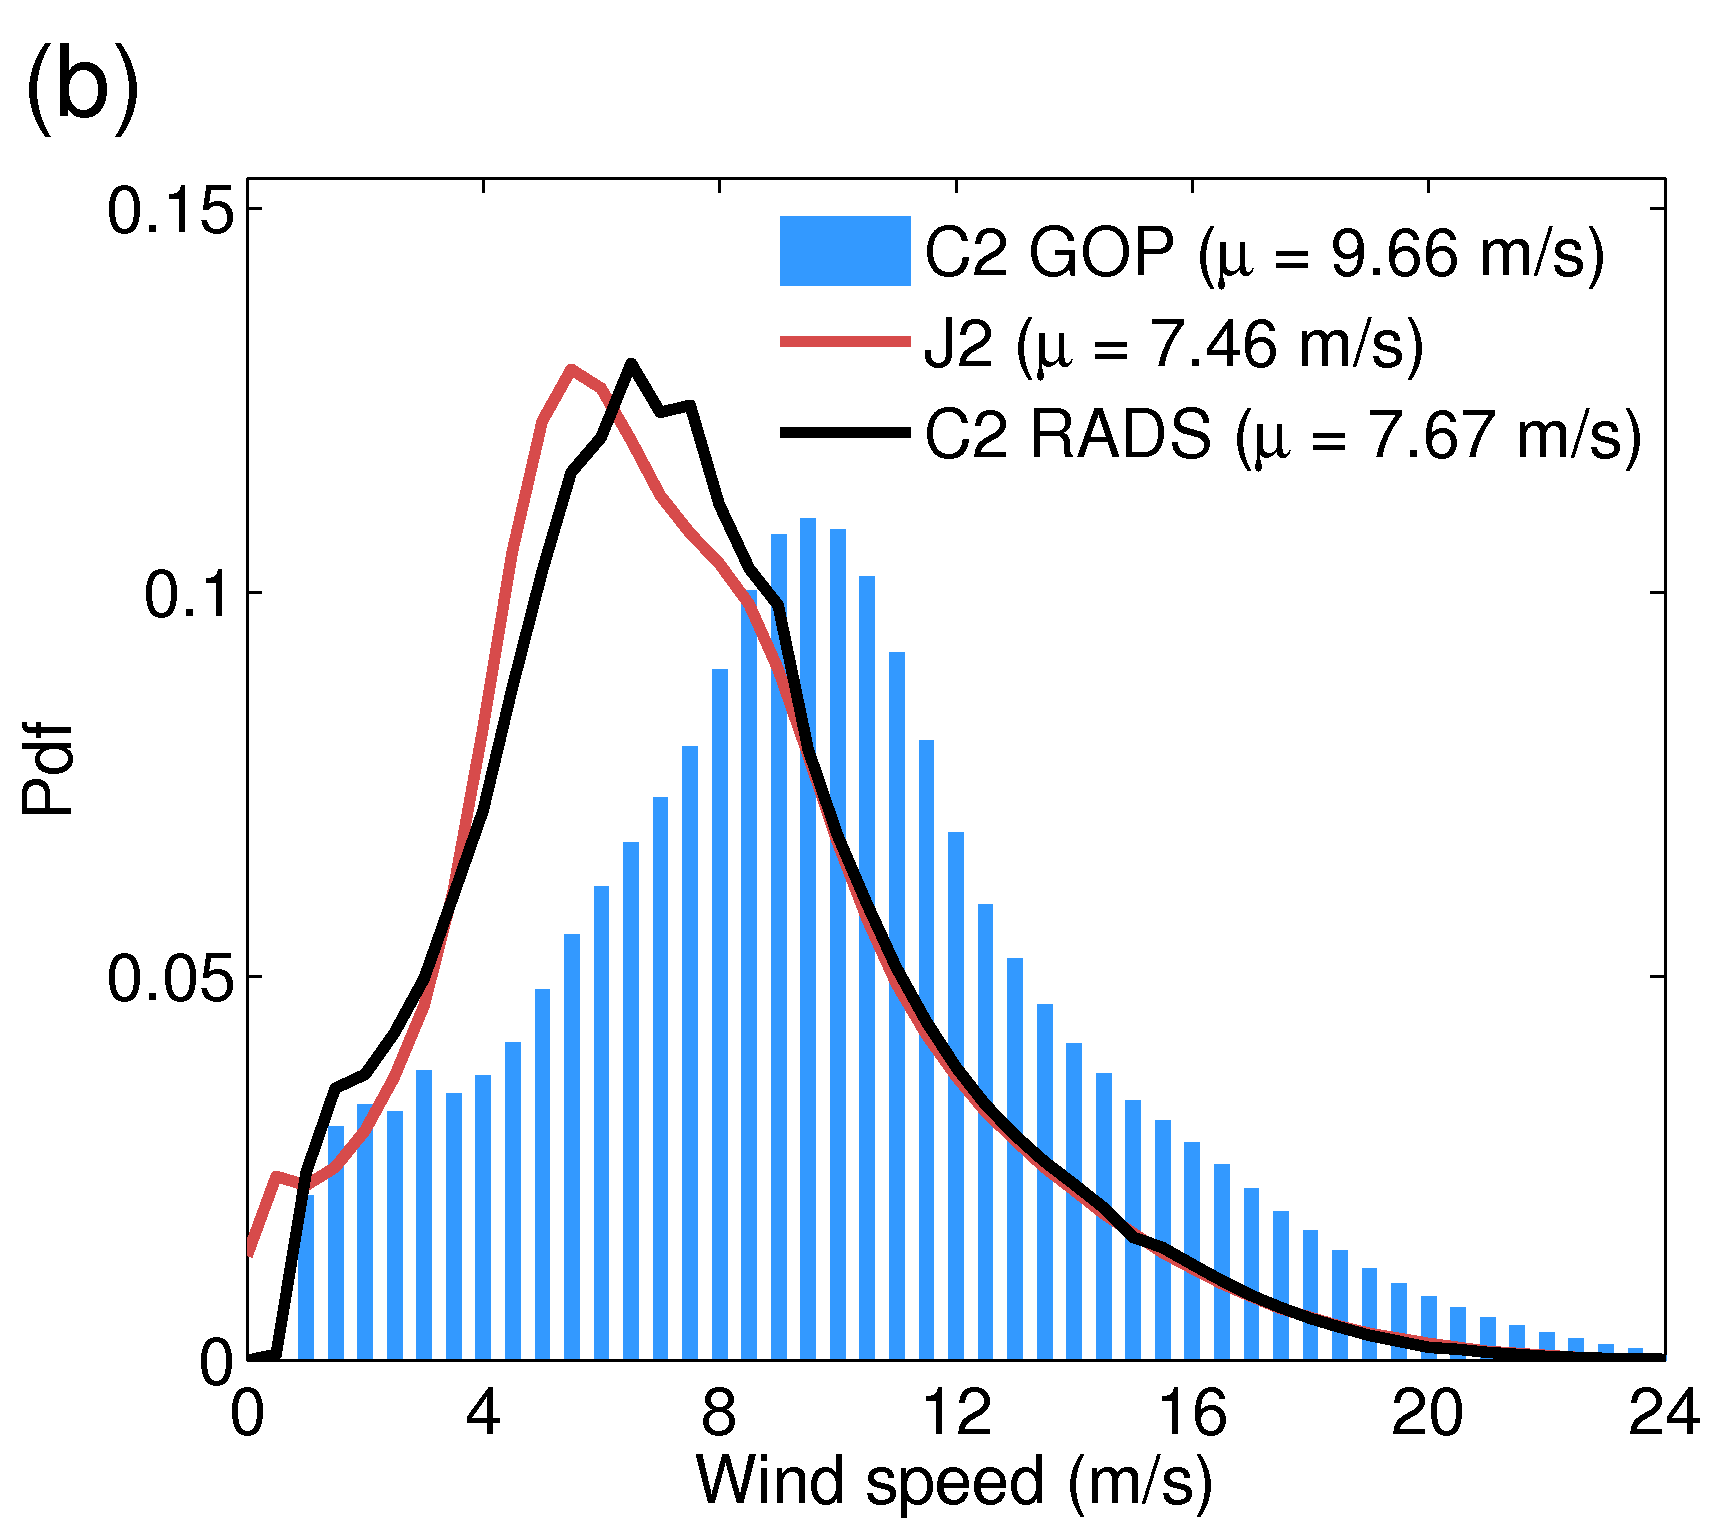 (b)
0.15
0.1
0.05
0
Pdf
C2 GOP (μ = 9.66 m/s)
J2 (μ = 7.46 m/s)
C2 RADS (μ = 7.67 m/s)
0 4 8 12 16 20 24
Wind speed (m/s)